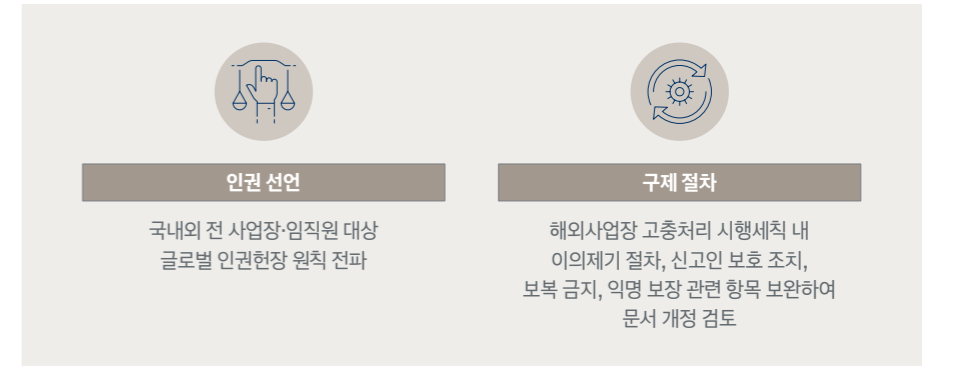 인권 선언
국내외 전 사업장·임직원 대상
글로벌 인권헌장 원칙 전파
구제 절차
해외사업장 고충처리 시행세칙 내
이의제기 절차, 신고인 보호 조치,
보복 금지, 익명 보장 관련 항목 보완하여
문서 개정 검토